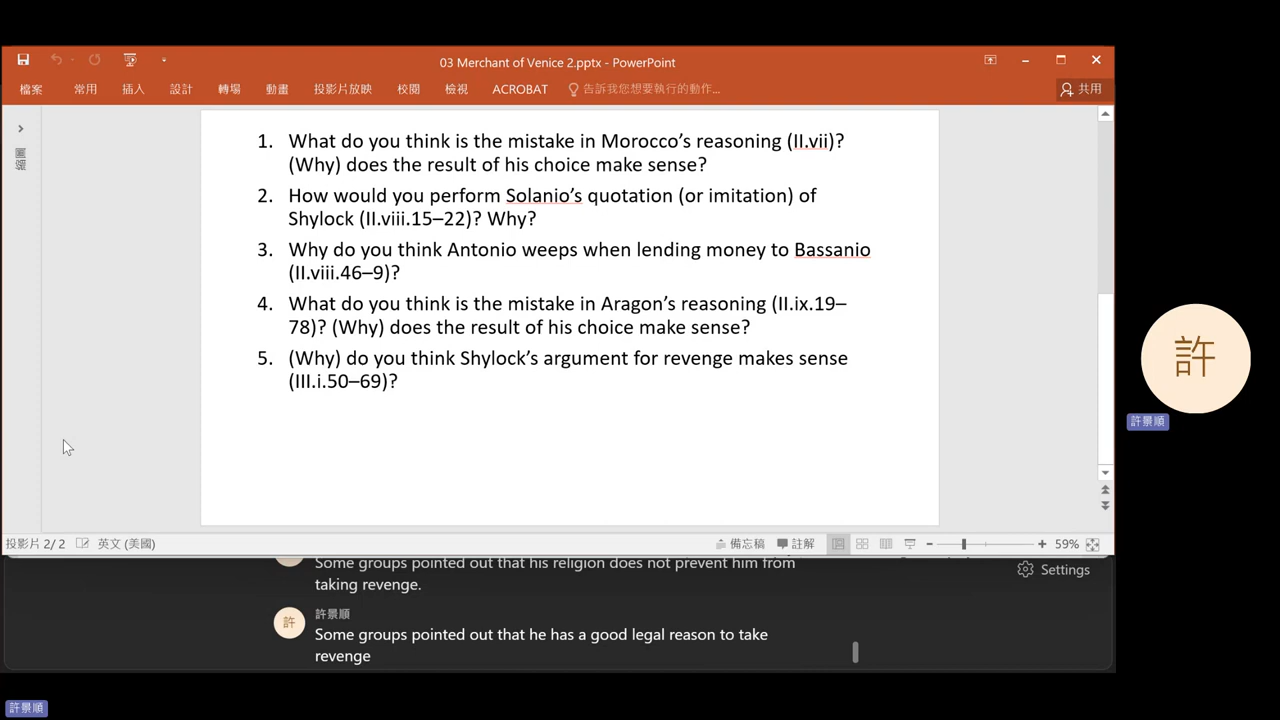 03 Merchant of Venice 2.pptx - PowerPoint
檔案 常用 插入 設計 轉場 動畫 投影片放映 校閱 檢視 ACROBAT 告訴我您想要執行的動作... 共用
1. What do you think is the mistake in Morocco's reasoning (II.vii)?
(Why) does the result of his choice make sense?
2. How would you perform Solanio's quotation (or imitation) of
Shylock (II.viii.15–22)? Why?
3. Why do you think Antonio weeps when lending money to Bassanio
(II.viii.46–9)?
4. What do you think is the mistake in Aragon's reasoning (II.ix.19–
78)? (Why) does the result of his choice make sense?
5. (Why) do you think Shylock's argument for revenge makes sense
(III.i.50–69)?
許
許景順
投影片 2/2 英文 (美國) 備忘稿 註解 59%
Some groups pointed out that his religion does not prevent him from
taking revenge.
Settings
許景順
許
Some groups pointed out that he has a good legal reason to take
revenge
許景順